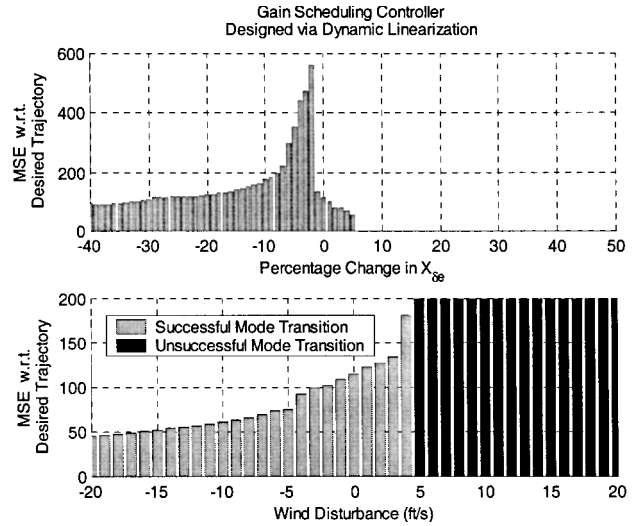 Gain Scheduling Controller
Designed via Dynamic Linearization
MSE w.r.t.
Desired Trajectory
600
400
200
0
-40 -30 -20 -10 0 10 20 30 40 50
Percentage Change in Xδe
MSE w.r.t.
Desired Trajectory
200
150
100
50
0
Successful Mode Transition
Unsuccessful Mode Transition
-20 -15 -10 -5 0 5 10 15 20
Wind Disturbance (ft/s)